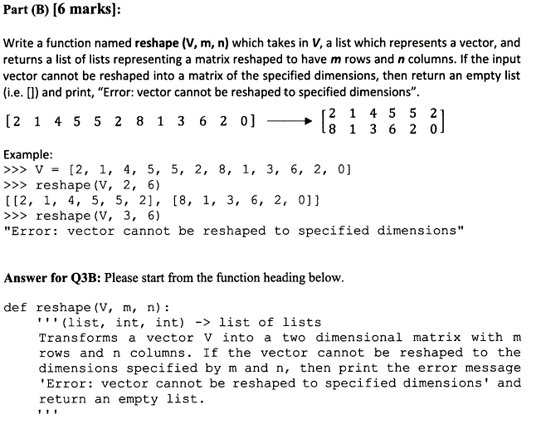 Part (B) [6 marks]:
Write a function named reshape (V, m, n) which takes in V, a list which represents a vector, and
returns a list of lists representing a matrix reshaped to have m rows and n columns. If the input
vector cannot be reshaped into a matrix of the specified dimensions, then return an empty list
(i.e. []) and print, “Error: vector cannot be reshaped to specified dimensions”.
[2 1 4 5 5 2 8 1 3 6 2 0] ⟶ [2 1 4 5 5 2]
[8 1 3 6 2 0]
Example:
>>> V = [2, 1, 4, 5, 5, 2, 8, 1, 3, 6, 2, 0]
>>> reshape(V, 2, 6)
[[2, 1, 4, 5, 5, 2], [8, 1, 3, 6, 2, 0]]
>>> reshape(V, 3, 6)
"Error: vector cannot be reshaped to specified dimensions"
Answer for Q3B: Please start from the function heading below.
def reshape(V, m, n):
'''(list, int, int) -> list of lists
Transforms a vector V into a two dimensional matrix with m
rows and n columns. If the vector cannot be reshaped to the
dimensions specified by m and n, then print the error message
'Error: vector cannot be reshaped to specified dimensions' and
return an empty list.
'''